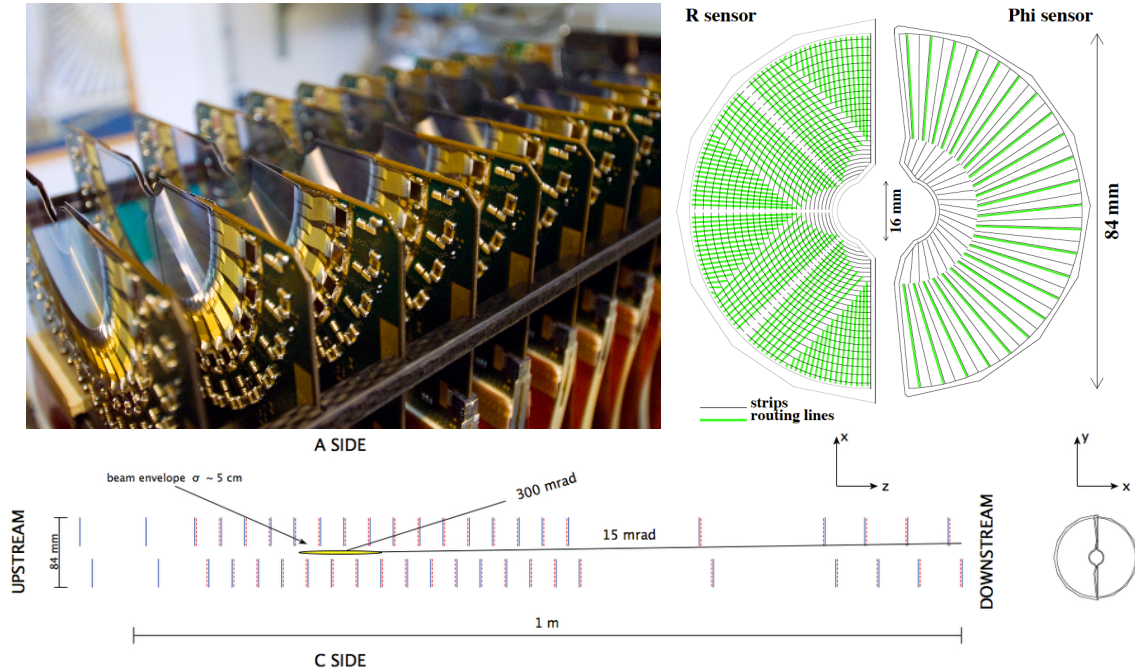 R sensor
Phi sensor
16 mm
84 mm
strips
routing lines
A SIDE
beam envelope σ ~ 5 cm
300 mrad
x
z
y
x
UPSTREAM
84 mm
15 mrad
DOWNSTREAM
1 m
C SIDE